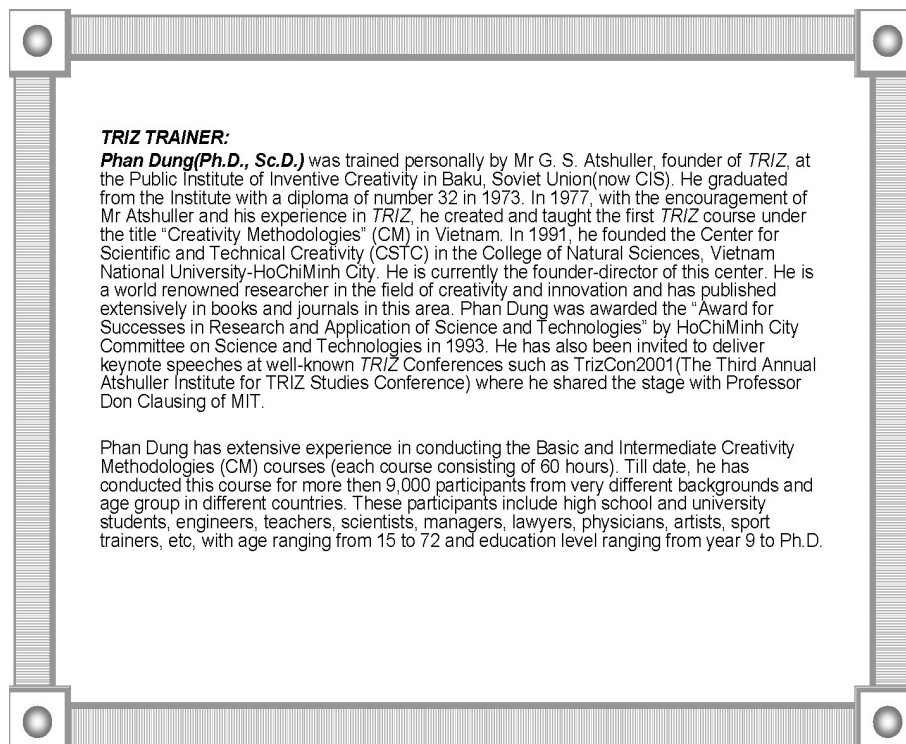 TRIZ TRAINER:
Phan Dung(Ph.D., Sc.D.) was trained personally by Mr G. S. Atshuller, founder of TRIZ, at
the Public Institute of Inventive Creativity in Baku, Soviet Union(now CIS). He graduated
from the Institute with a diploma of number 32 in 1973. In 1977, with the encouragement of
Mr Atshuller and his experience in TRIZ, he created and taught the first TRIZ course under
the title “Creativity Methodologies” (CM) in Vietnam. In 1991, he founded the Center for
Scientific and Technical Creativity (CSTC) in the College of Natural Sciences, Vietnam
National University-HoChiMinh City. He is currently the founder-director of this center. He is
a world renowned researcher in the field of creativity and innovation and has published
extensively in books and journals in this area. Phan Dung was awarded the “Award for
Successes in Research and Application of Science and Technologies” by HoChiMinh City
Committee on Science and Technologies in 1993. He has also been invited to deliver
keynote speeches at well-known TRIZ Conferences such as TrizCon2001(The Third Annual
Atshuller Institute for TRIZ Studies Conference) where he shared the stage with Professor
Don Clausing of MIT.
Phan Dung has extensive experience in conducting the Basic and Intermediate Creativity
Methodologies (CM) courses (each course consisting of 60 hours). Till date, he has
conducted this course for more then 9,000 participants from very different backgrounds and
age group in different countries. These participants include high school and university
students, engineers, teachers, scientists, managers, lawyers, physicians, artists, sport
trainers, etc, with age ranging from 15 to 72 and education level ranging from year 9 to Ph.D.